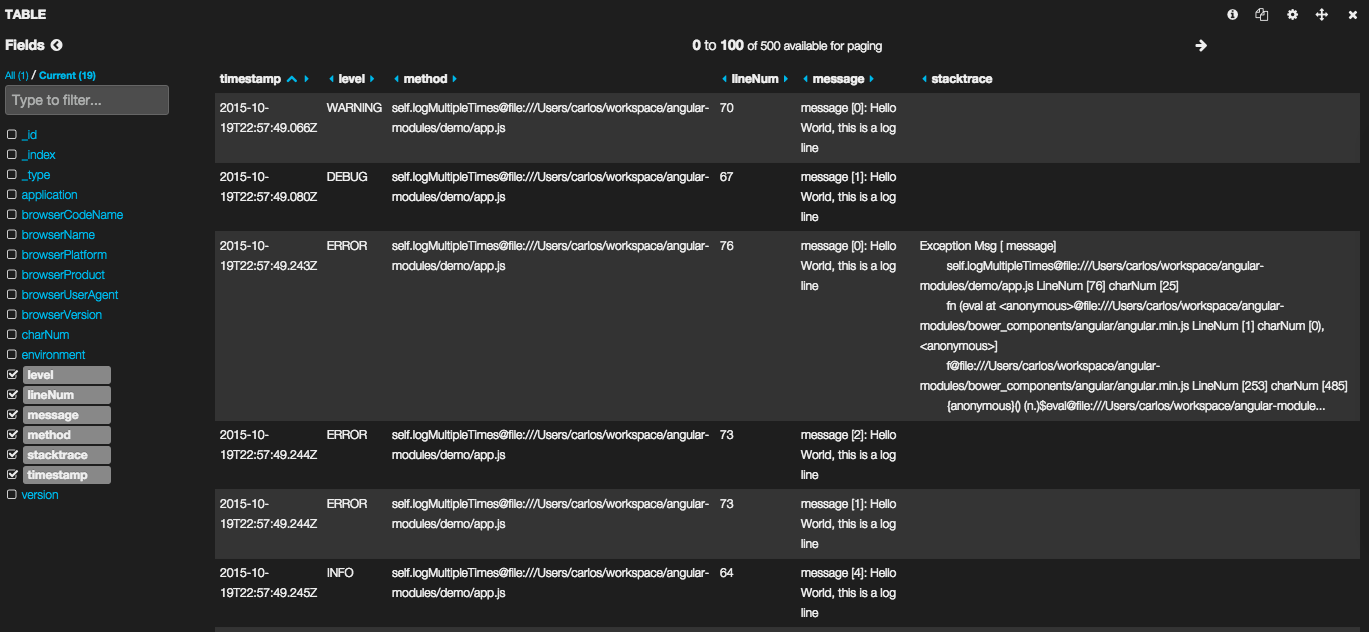 TABLE
Fields
0 to 100 of 500 available for paging
All (1) / Current (19)
Type to filter...
_id
_index
_type
application
browserCodeName
browserName
browserPlatform
browserProduct
browserUserAgent
browserVersion
charNum
environment
level
lineNum
message
method
stacktrace
timestamp
version
timestamp level method lineNum message stacktrace
2015-10-
19T22:57:49.066Z
WARNING
self.logMultipleTimes@file:///Users/carlos/workspace/angular-
modules/demo/app.js
70
message [0]: Hello
World, this is a log
line
2015-10-
19T22:57:49.080Z
DEBUG
self.logMultipleTimes@file:///Users/carlos/workspace/angular-
modules/demo/app.js
67
message [1]: Hello
World, this is a log
line
2015-10-
19T22:57:49.243Z
ERROR
self.logMultipleTimes@file:///Users/carlos/workspace/angular-
modules/demo/app.js
76
message [0]: Hello
World, this is a log
line
Exception Msg [ message]
self.logMultipleTimes@file:///Users/carlos/workspace/angular-
modules/demo/app.js LineNum [76] charNum [25]
fn (eval at <anonymous>@file:///Users/carlos/workspace/angular-
modules/bower_components/angular/angular.min.js LineNum [1] charNum [0),
<anonymous>]
f@file:///Users/carlos/workspace/angular-
modules/bower_components/angular/angular.min.js LineNum [253] charNum [485]
{anonymous}() (n.)$eval@file:///Users/carlos/workspace/angular-module...
2015-10-
19T22:57:49.244Z
ERROR
self.logMultipleTimes@file:///Users/carlos/workspace/angular-
modules/demo/app.js
73
message [2]: Hello
World, this is a log
line
2015-10-
19T22:57:49.244Z
ERROR
self.logMultipleTimes@file:///Users/carlos/workspace/angular-
modules/demo/app.js
73
message [1]: Hello
World, this is a log
line
2015-10-
19T22:57:49.245Z
INFO
self.logMultipleTimes@file:///Users/carlos/workspace/angular-
modules/demo/app.js
64
message [4]: Hello
World, this is a log
line